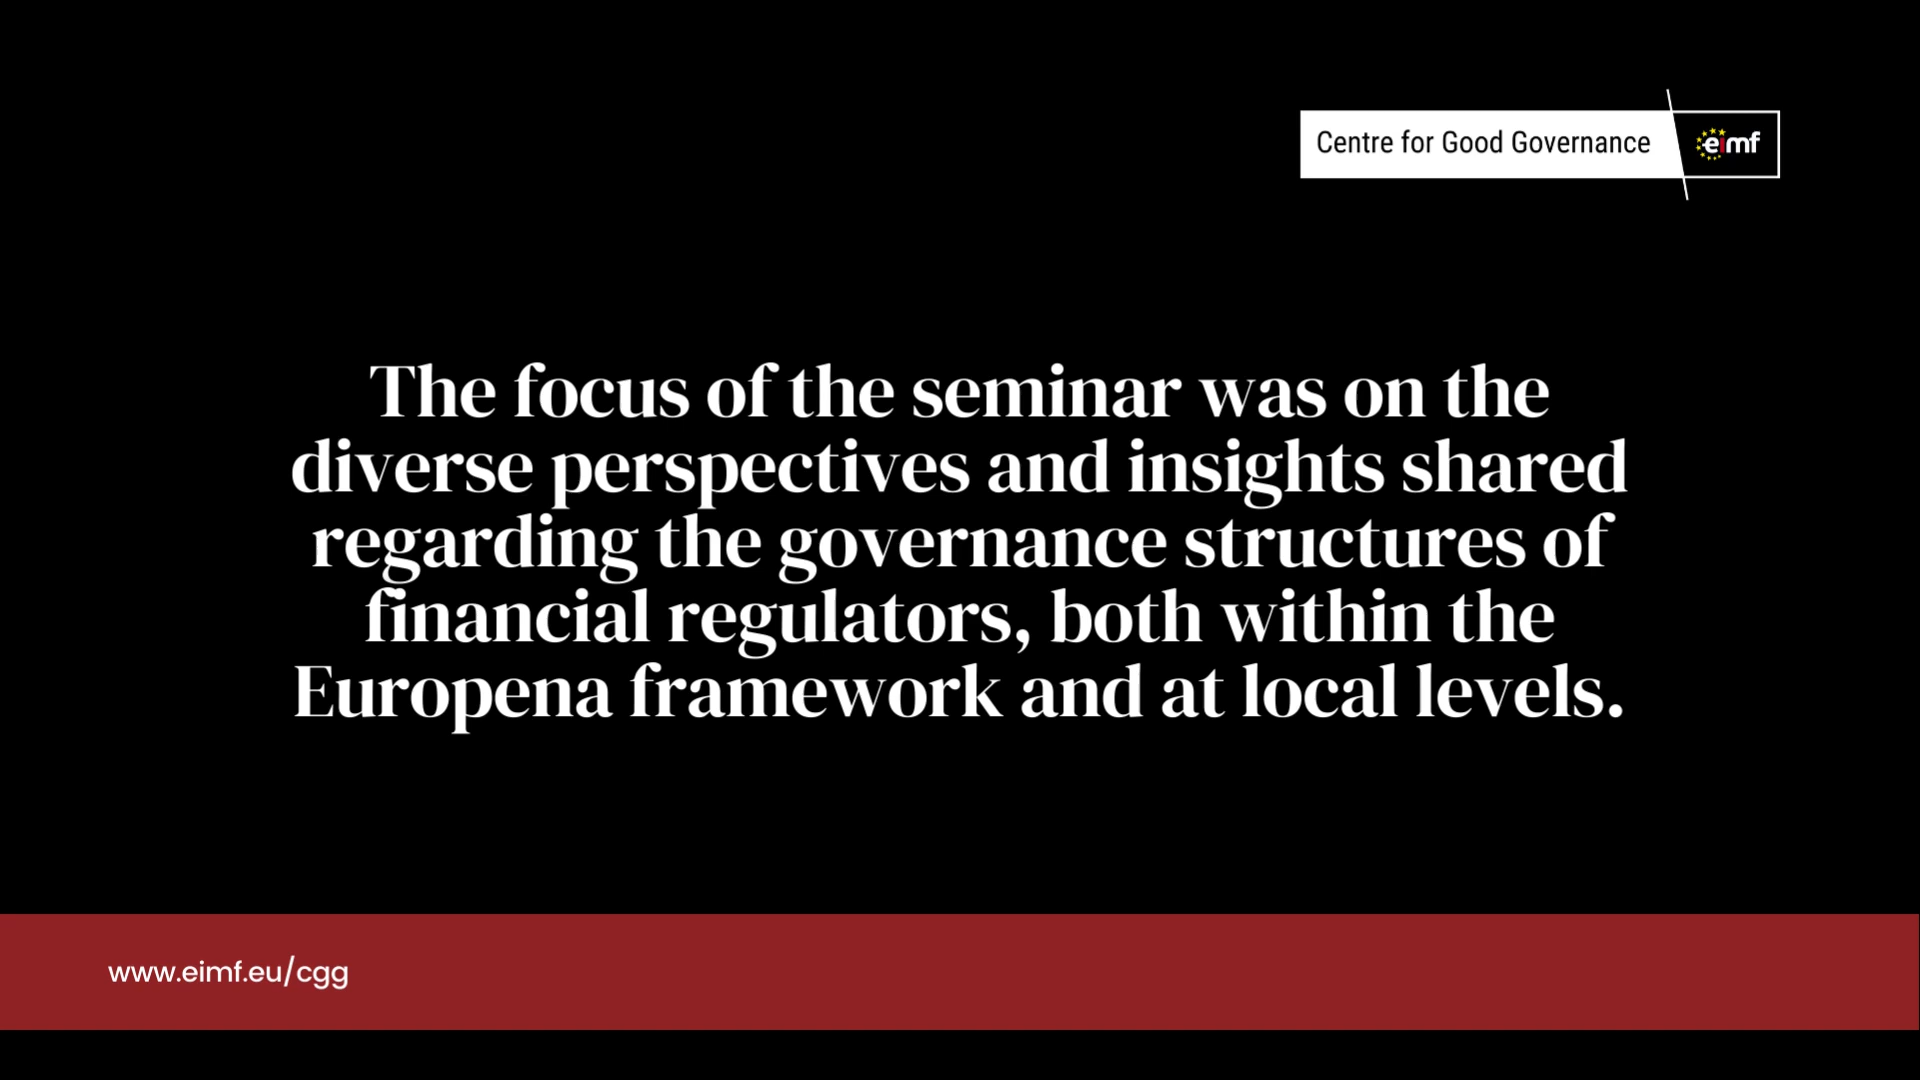 Centre for Good Governance
eimf
The focus of the seminar was on the
diverse perspectives and insights shared
regarding the governance structures of
financial regulators, both within the
Europena framework and at local levels.
www.eimf.eu/cgg